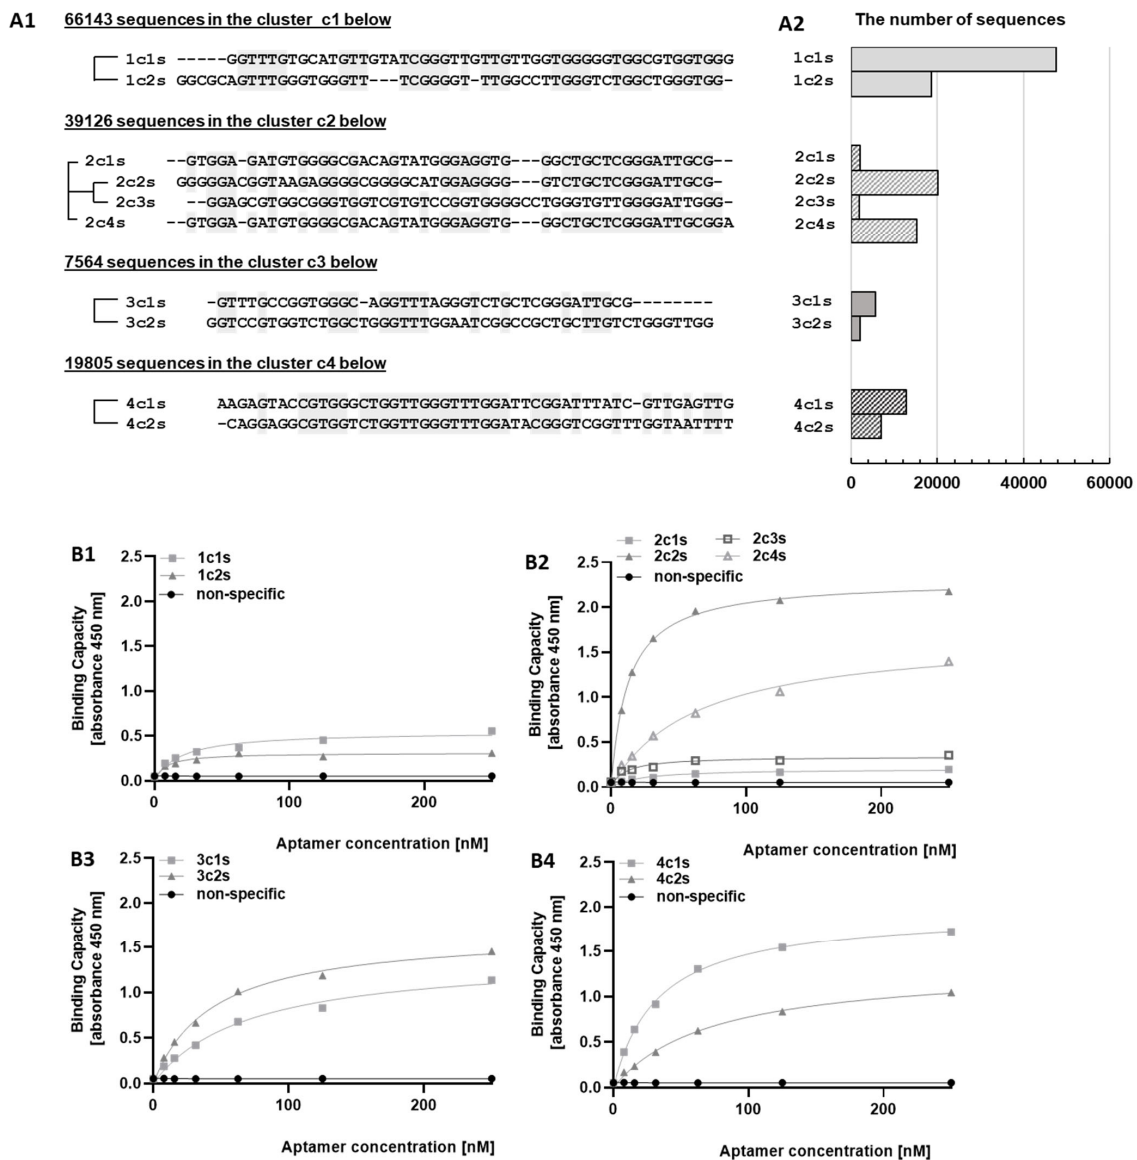 A1
66143 sequences in the cluster c1 below
1c1s -----GGTTTGTGCATGTTGTATCGGGTTGTTGTTGGTGGGGGTGGCGTGGTGGG
1c2s GGCGCAGTTTGGGTGGGTT---TCGGGGT-TTGGCCTTGGGTCTGGCTGGGTGG-
39126 sequences in the cluster c2 below
2c1s --GTGGA-GATGTGGGGCGACAGTATGGGAGGTG---GGCTGCTCGGGATTGCG--
2c2s GGGGGACGGTAAGAGGGGCGGGGCATGGAGGGG---GTCTGCTCGGGATTGCG-
2c3s --GGAGCGTGGCGGGTGGTCGTGTCCGGTGGGGCCTGGGTGTTGGGGATTGGG-
2c4s --GTGGA-GATGTGGGGCGACAGTATGGGAGGTG---GGCTGCTCGGGATTGCGGA
7564 sequences in the cluster c3 below
3c1s -GTTTGCCGGTGGGC-AGGTTTAGGGTCTGCTCGGGATTGCG--------
3c2s GGTCCGTGGTCTGGCTGGGTTTGGAATCGGCCGCTGCTTGTCTGGGTTGG
19805 sequences in the cluster c4 below
4c1s AAGAGTACCGTGGGCTGGTTGGGTTTGGATTCGGATTTATC-GTTGAGTTG
4c2s -CAGGAGGCGTGGTCTGGTTGGGTTTGGATACGGGTCGGTTTGGTAATTTT
A2
The number of sequences
1c1s
1c2s
2c1s
2c2s
2c3s
2c4s
3c1s
3c2s
4c1s
4c2s
0 20000 40000 60000
B1
1c1s
1c2s
non-specific
Binding Capacity
[absorbance 450 nm]
2.5
2.0
1.5
1.0
0.5
0.0
0 200
Aptamer concentration [nM]
B2
2c1s 2c3s
2c2s 2c4s
non-specific
Binding Capacity
[absorbance 450 nm]
2.5
2.0
1.5
1.0
0.5
0.0
0 100 200
Aptamer concentration [nM]
B3
3c1s
3c2s
non-specific
Binding Capacity
[absorbance 450 nm]
2.5
2.0
1.5
1.0
0.5
0.0
0 100 200
Aptamer concentration [nM]
B4
4c1s
4c2s
non-specific
Binding Capacity
[absorbance 450 nm]
2.5
2.0
1.5
1.0
0.5
0.0
0 100 200
Aptamer concentration [nM]